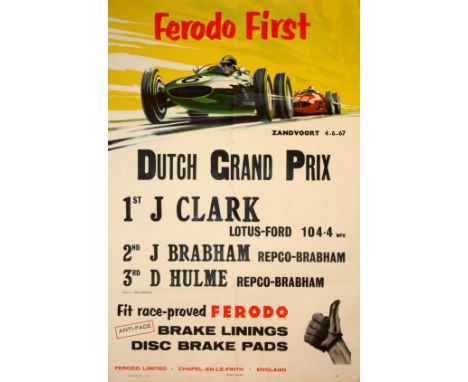 Ferodo First
ZANDVOORT 4-6-67
DUTCH GRAND PRIX
1ST J CLARK
LOTUS-FORD 104·4 MPH
2ND J BRABHAM REPCO-BRABHAM
3RD D HULME REPCO-BRABHAM
Fit race-proved FERODO
ANTI-FADE BRAKE LININGS
DISC BRAKE PADS
FERODO LIMITED · CHAPEL-EN-LE-FRITH · ENGLAND